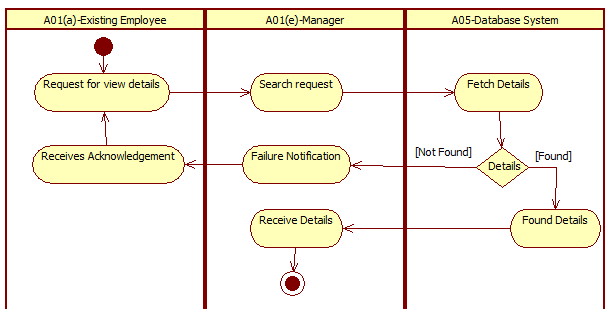 A01(a)-Existing Employee
A01(e)-Manager
A05-Database System
Request for view details
Search request
Fetch Details
Receives Acknowledgement
Failure Notification
[Not Found]
Details
[Found]
Receive Details
Found Details